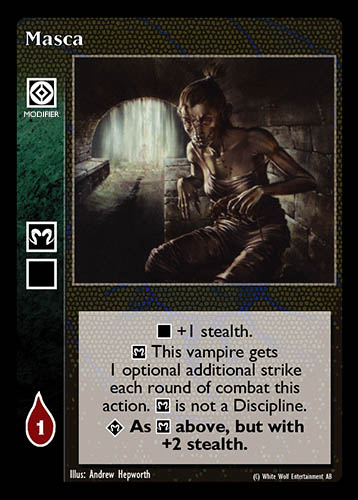 Masca
MODIFIER
+1 stealth.
This vampire gets
1 optional additional strike
each round of combat this
action. is not a Discipline.
As above, but with
+2 stealth.
1
Illus: Andrew Hepworth
(C) White Wolf Entertainment AB